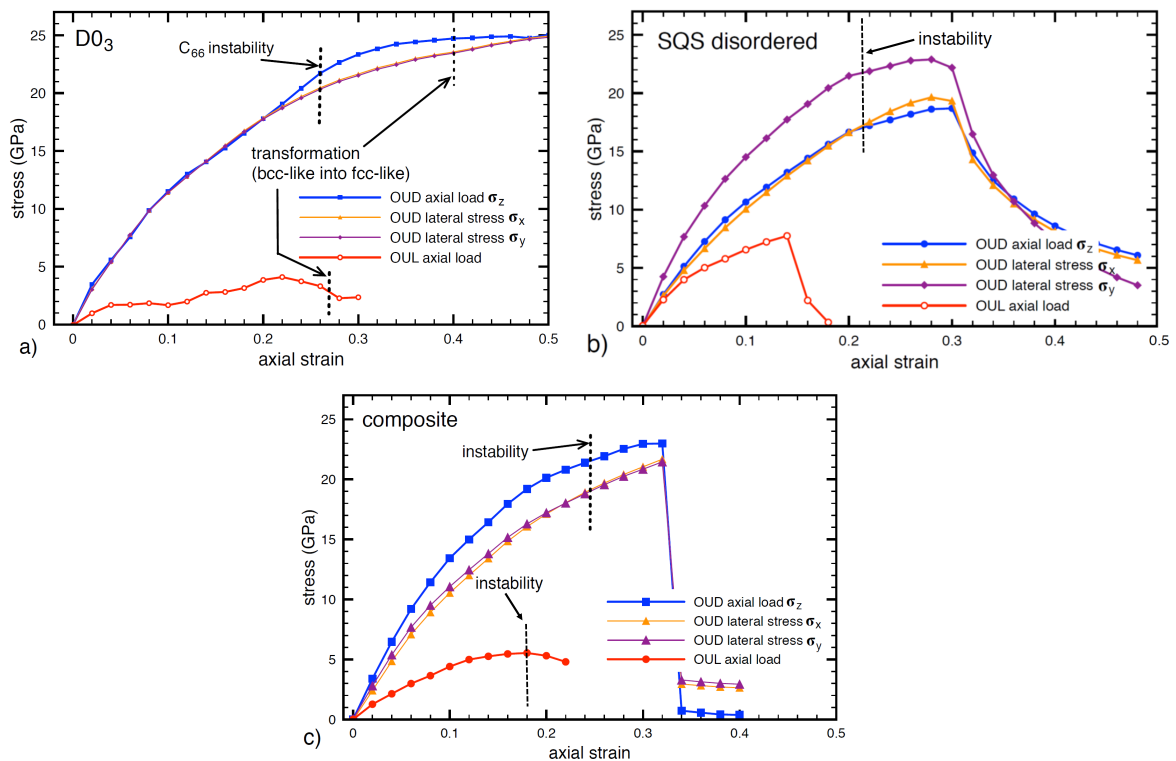 a)
D0₃
C₆₆ instability
transformation
(bcc-like into fcc-like)
OUD axial load σz
OUD lateral stress σx
OUD lateral stress σy
OUL axial load
stress (GPa)
25
20
15
10
5
0
0
0.1
0.2
0.3
0.4
0.5
axial strain
b)
SQS disordered
instability
OUD axial load σz
OUD lateral stress σx
OUD lateral stress σy
OUL axial load
stress (GPa)
25
20
15
10
5
0
0
0.1
0.2
0.3
0.4
0.5
axial strain
c)
composite
instability
instability
OUD axial load σz
OUD lateral stress σx
OUD lateral stress σy
OUL axial load
stress (GPa)
25
20
15
10
5
0
0
0.1
0.2
0.3
0.4
0.5
axial strain